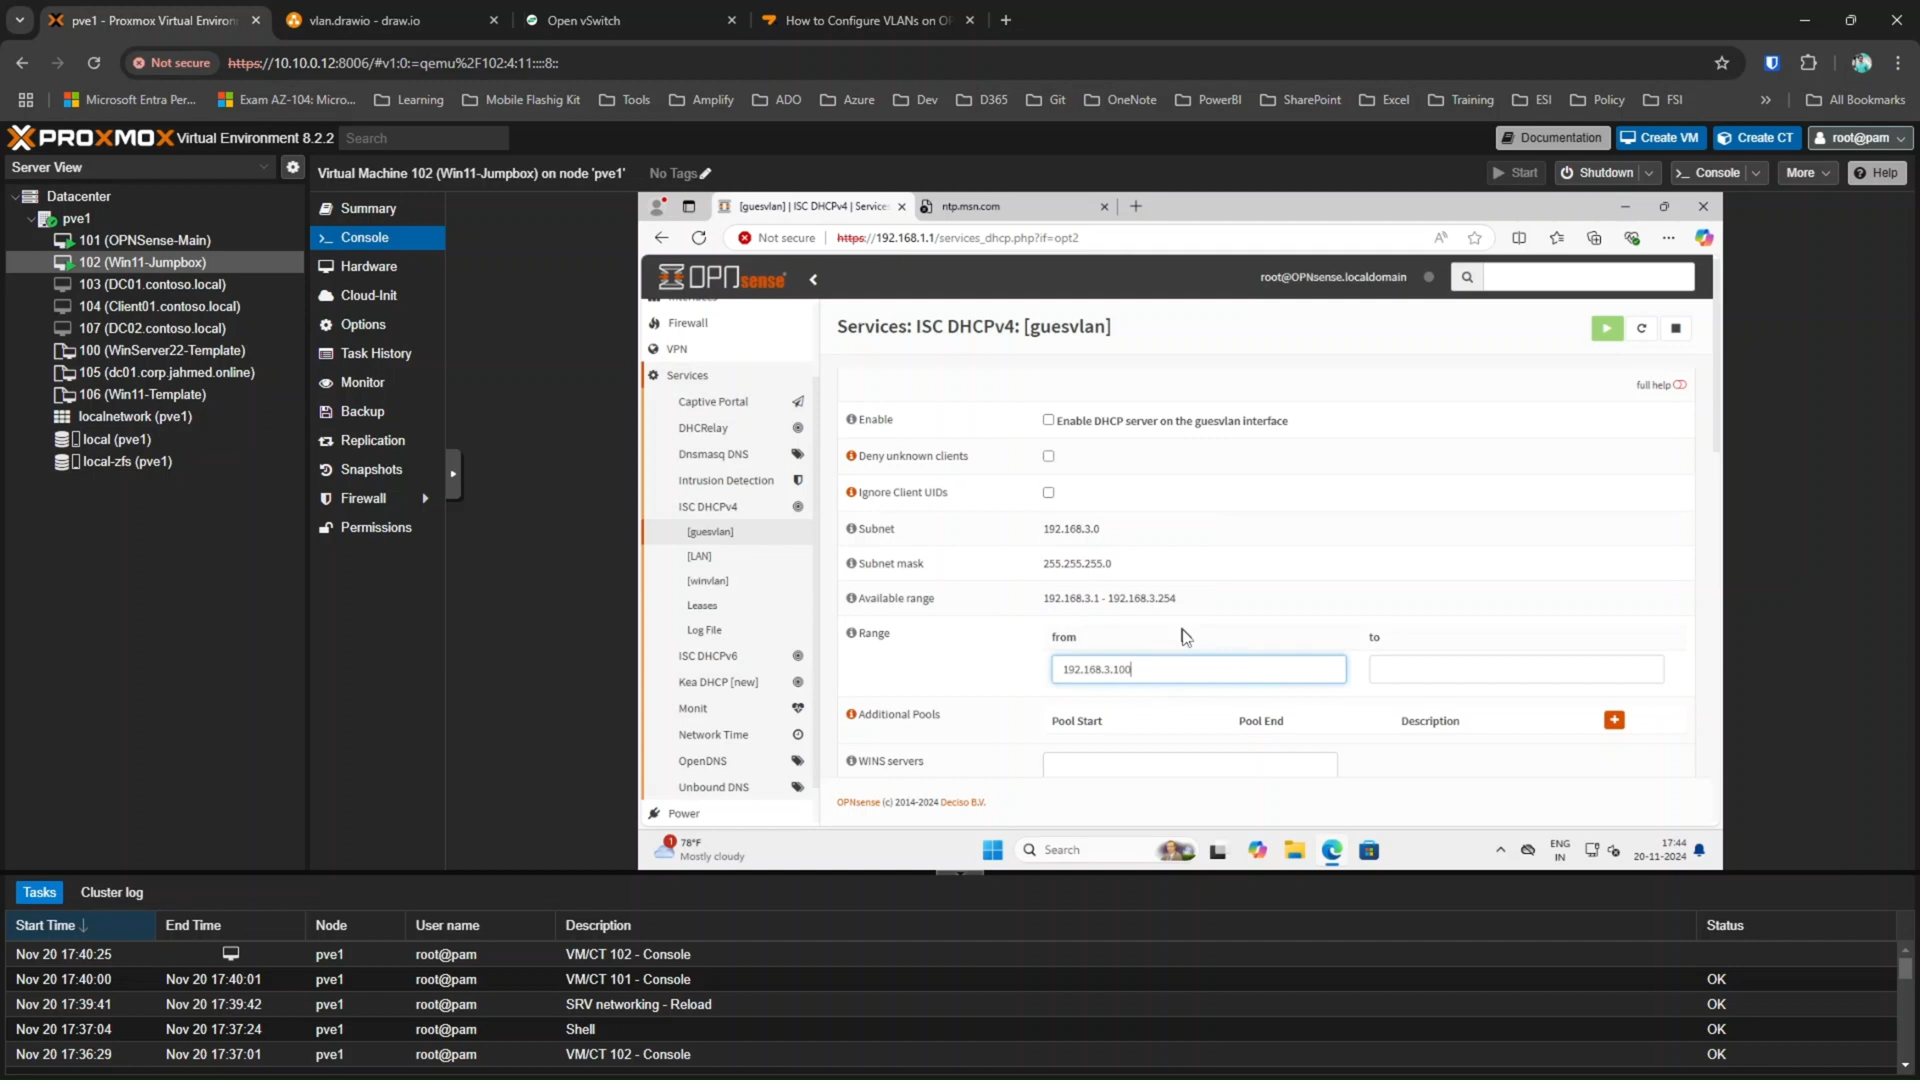 pve1 - Proxmox Virtual Environ
vlan.drawio - draw.io
Open vSwitch
How to Configure VLANs on OP
Not secure
https://10.10.0.12:8006/#v1:0:=qemu%2F102:4:11::::8::
Microsoft Entra Per...
Exam AZ-104: Micro...
Learning
Mobile Flashig Kit
Tools
Amplify
ADO
Azure
Dev
D365
Git
OneNote
PowerBI
SharePoint
Excel
Training
ESI
Policy
FSI
All Bookmarks
PROXMOX Virtual Environment 8.2.2
Search
Documentation
Create VM
Create CT
root@pam
Server View
Virtual Machine 102 (Win11-Jumpbox) on node 'pve1'
No Tags
Start
Shutdown
Console
More
Help
Datacenter
pve1
101 (OPNSense-Main)
102 (Win11-Jumpbox)
103 (DC01.contoso.local)
104 (Client01.contoso.local)
107 (DC02.contoso.local)
100 (WinServer22-Template)
105 (dc01.corp.jahmed.online)
106 (Win11-Template)
localnetwork (pve1)
local (pve1)
local-zfs (pve1)
Summary
Console
Hardware
Cloud-Init
Options
Task History
Monitor
Backup
Replication
Snapshots
Firewall
Permissions
[guesvlan] | ISC DHCPv4 | Services
ntp.msn.com
Not secure
https://192.168.1.1/services_dhcp.php?if=opt2
OPNsense
root@OPNsense.localdomain
Interfaces
Firewall
VPN
Services
Captive Portal
DHCRelay
Dnsmasq DNS
Intrusion Detection
ISC DHCPv4
[guesvlan]
[LAN]
[winvlan]
Leases
Log File
ISC DHCPv6
Kea DHCP [new]
Monit
Network Time
OpenDNS
Unbound DNS
Power
Services: ISC DHCPv4: [guesvlan]
full help
Enable
Enable DHCP server on the guesvlan interface
Deny unknown clients
Ignore Client UIDs
Subnet
192.168.3.0
Subnet mask
255.255.255.0
Available range
192.168.3.1 - 192.168.3.254
Range
from
to
192.168.3.100
Additional Pools
Pool Start
Pool End
Description
WINS servers
OPNsense (c) 2014-2024 Deciso B.V.
1
78°F
Mostly cloudy
Search
ENG
IN
17:44
20-11-2024
Tasks
Cluster log
Start Time
End Time
Node
User name
Description
Status
Nov 20 17:40:25
pve1
root@pam
VM/CT 102 - Console
Nov 20 17:40:00
Nov 20 17:40:01
pve1
root@pam
VM/CT 101 - Console
OK
Nov 20 17:39:41
Nov 20 17:39:42
pve1
root@pam
SRV networking - Reload
OK
Nov 20 17:37:04
Nov 20 17:37:24
pve1
root@pam
Shell
OK
Nov 20 17:36:29
Nov 20 17:37:01
pve1
root@pam
VM/CT 102 - Console
OK